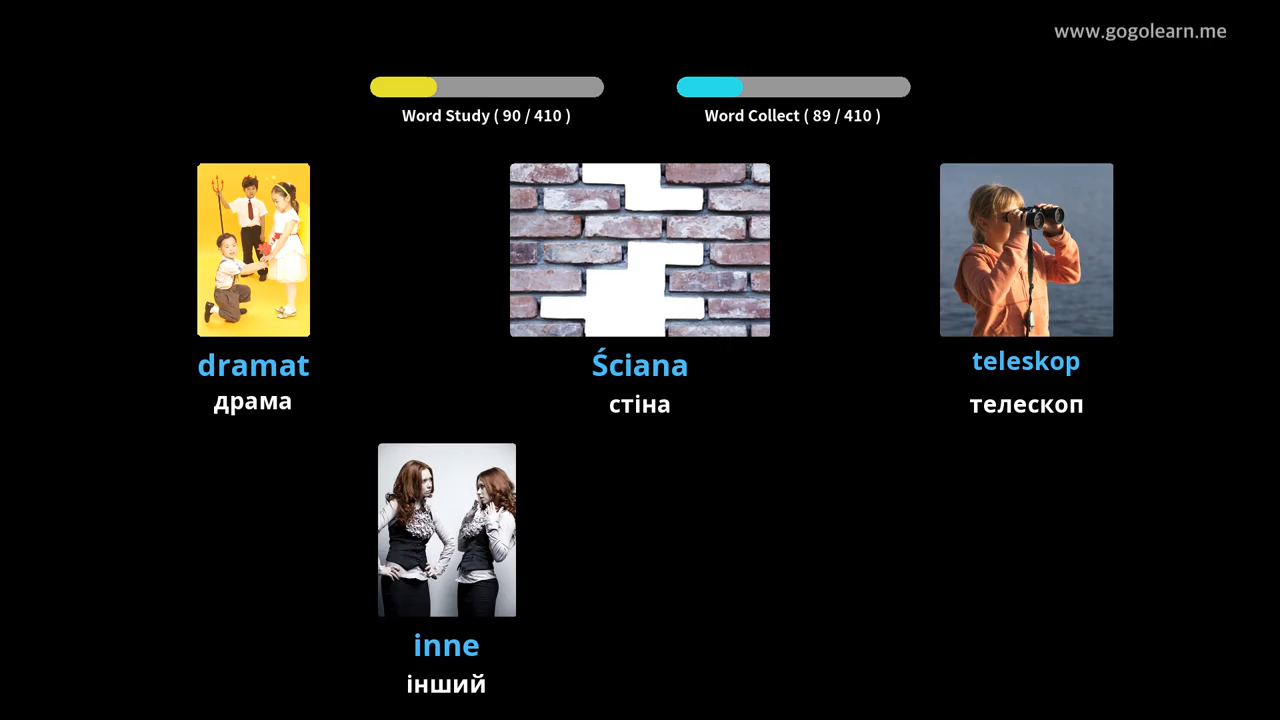 www.gogolearn.me
Word Study ( 90 / 410 )
Word Collect ( 89 / 410 )
dramat
драма
Ściana
стіна
teleskop
телескоп
inne
інший